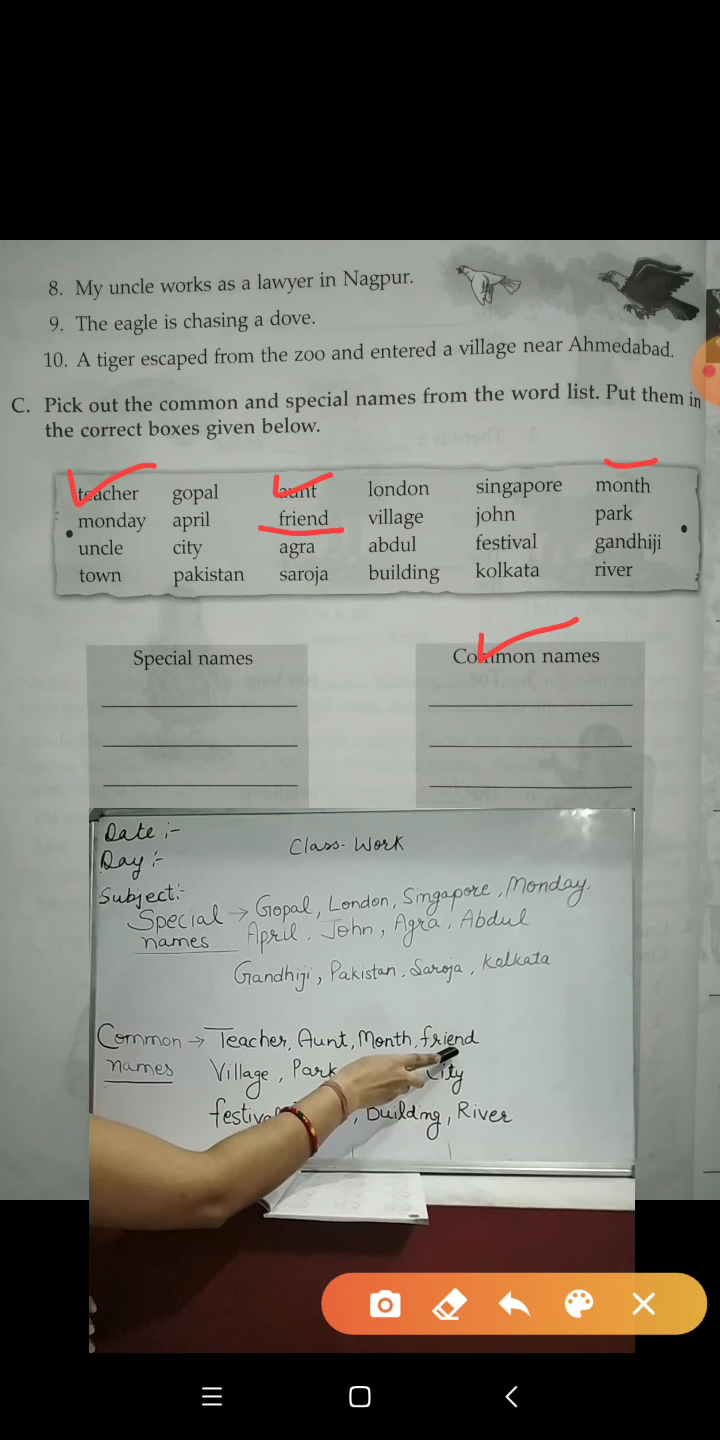 8. My uncle works as a lawyer in Nagpur.
9. The eagle is chasing a dove.
10. A tiger escaped from the zoo and entered a village near Ahmedabad.
C. Pick out the common and special names from the word list. Put them in
the correct boxes given below.
teacher gopal aunt london singapore month
monday april friend village john park
uncle city agra abdul festival gandhiji
town pakistan saroja building kolkata river
Special names Common names
Date :-
Class-Work
Day :-
Subject:-
Special → Gopal, London, Singapore, Monday.
names April, John, Agra, Abdul
Gandhiji, Pakistan, Saroja, Kolkata
Common → Teacher, Aunt, Month, friend
names Village, Park City
Building, River